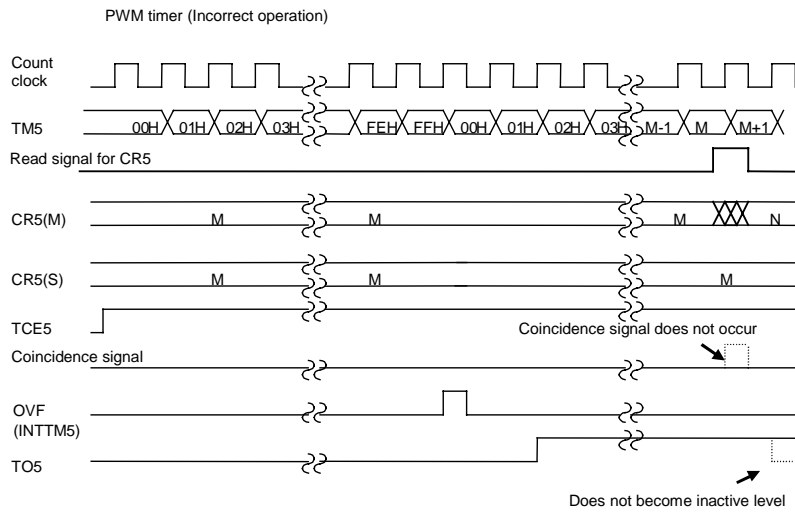 PWM timer (Incorrect operation)
Count
clock
TM5 00H 01H 02H 03H FEH FFH 00H 01H 02H 03H M-1 M M+1
Read signal for CR5
CR5(M) M M M N
CR5(S) M M M
TCE5
Coincidence signal does not occur
Coincidence signal
OVF
(INTTM5)
TO5
Does not become inactive level